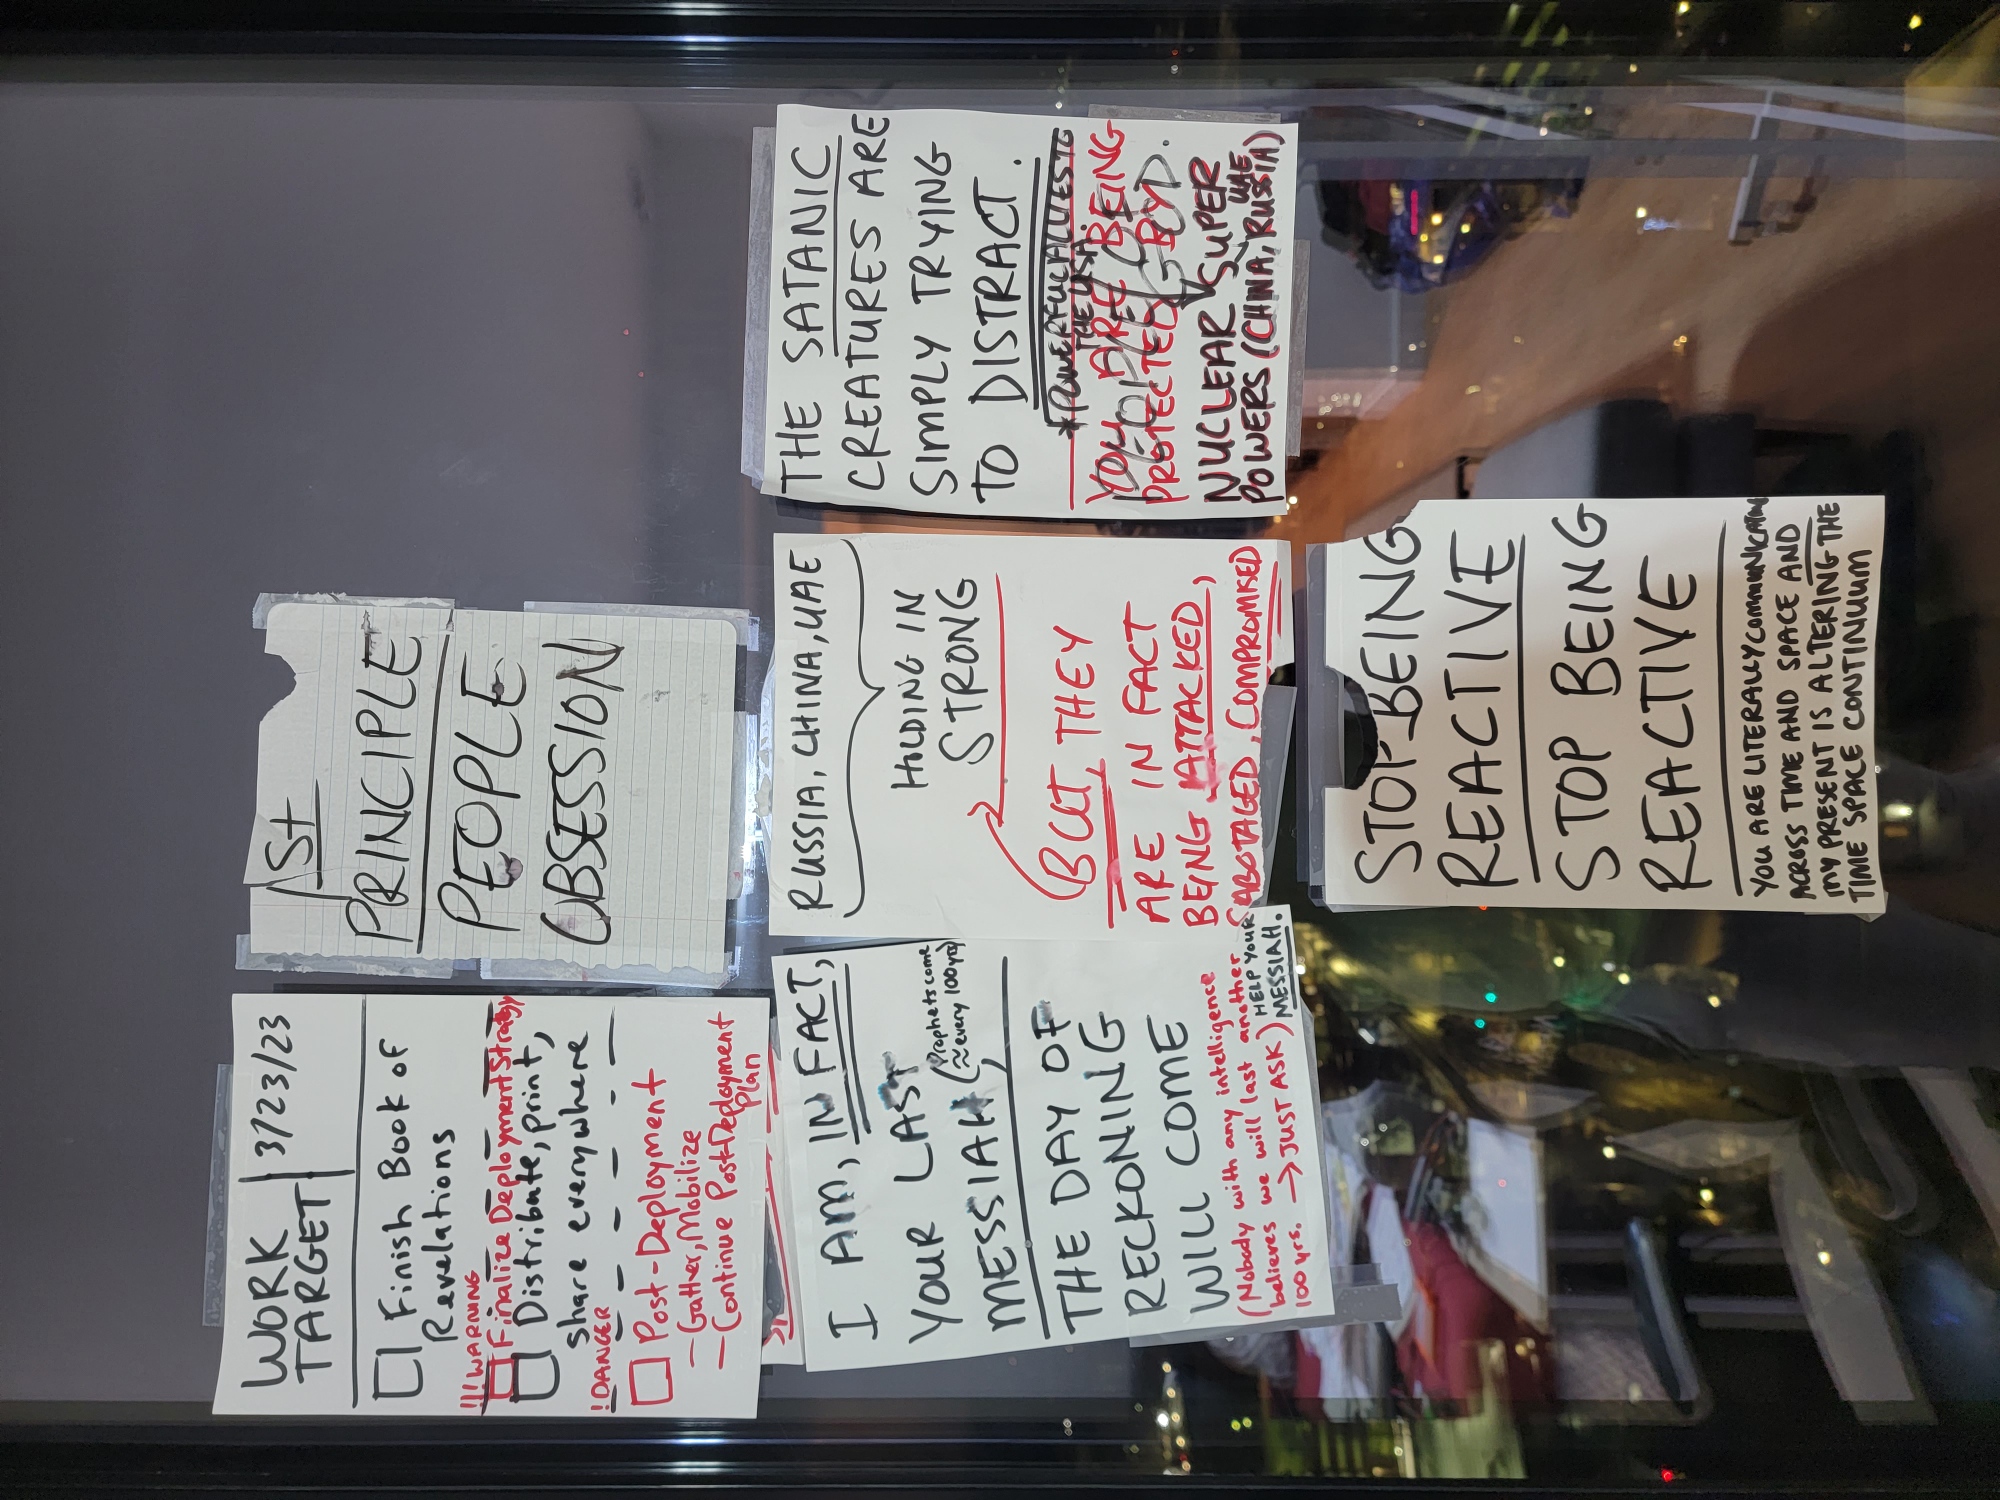 WORK TARGET | 3/23/23
Finish Book of
Revelations
!!! WARNING
Finalize Deployment Strategy
Distribute, print,
share everywhere
! DANGER
Post-Deployment
– Gather, Mobilize
– Continue Post-Deployment
Plan
1St
PRINCIPLE
PEOPLE
OBSESSION
I AM, IN FACT,
YOUR LAST
MESSIAH,
(Prophets come
≈ every 100 yrs)
THE DAY OF
RECKONING
WILL COME
(Nobody with any intelligence
believes we will last another
100 yrs. → JUST ASK)
HELP YOUR
MESSIAH.
RUSSIA, CHINA, UAE
HOLDING IN
STRONG
BUT, THEY
ARE IN FACT
BEING ATTACKED,
SABOTAGED, COMPROMISED
THE SATANIC
CREATURES ARE
SIMPLY TRYING
TO DISTRACT.
*POWERFUL ALLIES TO
THE USA.
YOU ARE BEING
PEOPLE OF
PROTECTED BY
GOD.
NUCLEAR SUPER
UAE
POWERS (CHINA, RUSSIA)
STOP BEING
REACTIVE
STOP BEING
REACTIVE
YOU ARE LITERALLY COMMUNICATING
ACROSS TIME AND SPACE AND
MY PRESENT IS ALTERING THE
TIME SPACE CONTINUUM